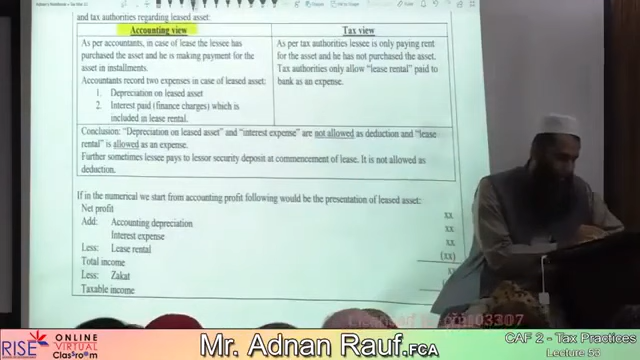 and tax authorities regarding leased asset:
Accounting view
Tax view
As per accountants, in case of lease the lessee has
purchased the asset and he is making payment for the
asset in installments.
Accountants record two expenses in case of leased asset:
1. Depreciation on leased asset
2. Interest paid (finance charges) which is
included in lease rental.
As per tax authorities lessee is only paying rent
for the asset and he has not purchased the asset.
Tax authorities only allow “lease rental” paid to
bank as an expense.
Conclusion: “Depreciation on leased asset” and “interest expense” are not allowed as deduction and “lease
rental” is allowed as an expense.
Further sometimes lessee pays to lessor security deposit at commencement of lease. It is not allowed as
deduction.
If in the numerical we start from accounting profit following would be the presentation of leased asset:
Net profit xx
Add: Accounting depreciation xx
Interest expense xx
Less: Lease rental (xx)
Total income xx
Less: Zakat
Taxable income
RISE ONLINE VIRTUAL Classroom
Mr. Adnan Rauf.FCA
CAF 2 - Tax Practices
Lecture 53